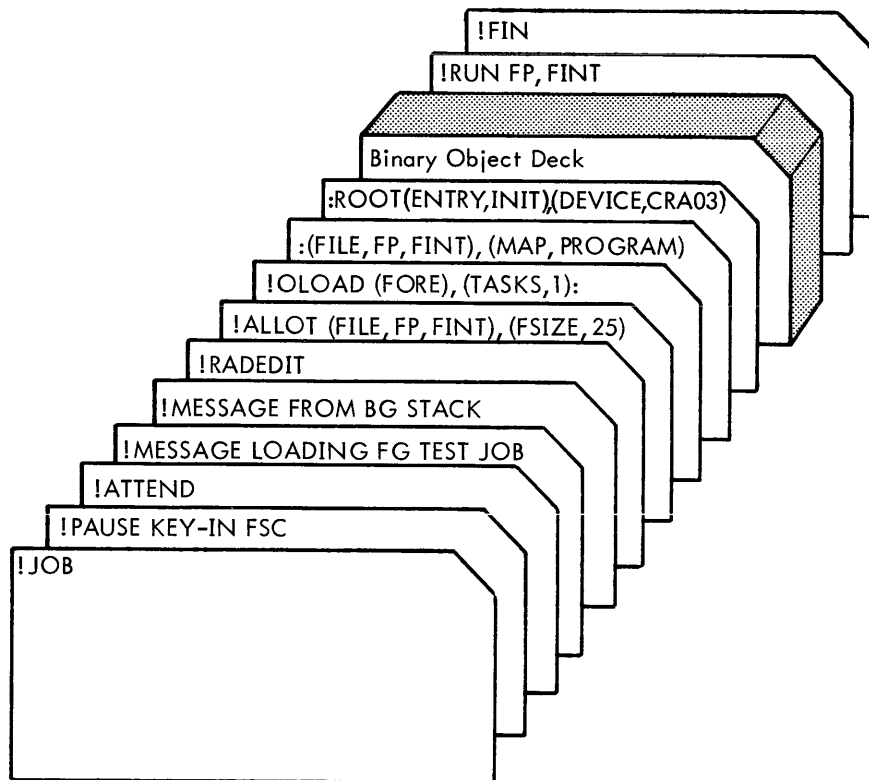 !FIN
!RUN FP, FINT
Binary Object Deck
:ROOT(ENTRY,INIT),(DEVICE,CRA03)
:(FILE, FP, FINT), (MAP, PROGRAM)
!OLOAD (FORE), (TASKS, 1):
!ALLOT (FILE, FP, FINT), (FSIZE, 25)
!RADEDIT
!MESSAGE FROM BG STACK
!MESSAGE LOADING FG TEST JOB
!ATTEND
!PAUSE KEY-IN FSC
!JOB